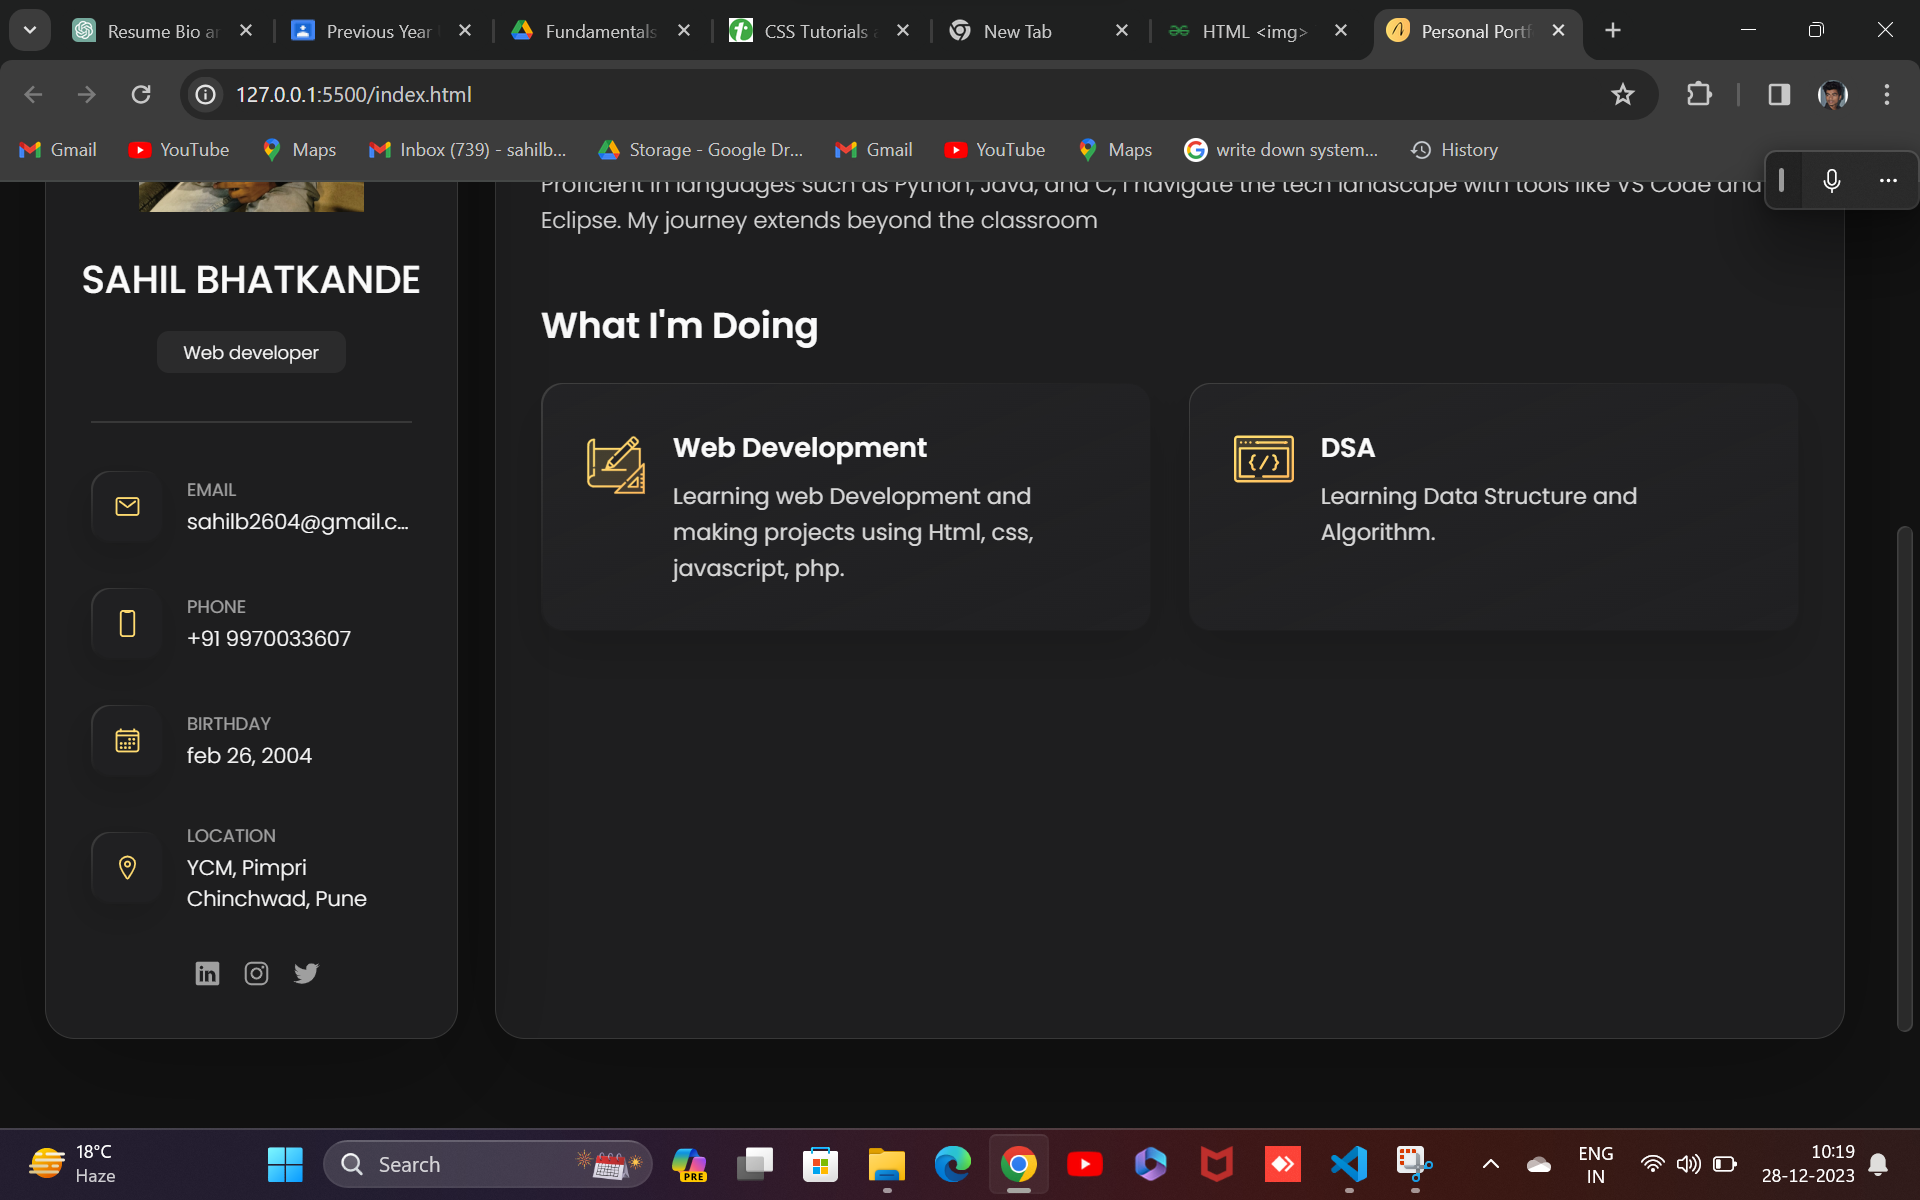 Resume Bio ar
Previous Year
Fundamentals
CSS Tutorials a
New Tab
HTML <img>
Personal Portf
127.0.0.1:5500/index.html
Gmail
YouTube
Maps
Inbox (739) - sahilb...
Storage - Google Dr...
Gmail
YouTube
Maps
write down system...
History
Proficient in languages such as Python, Java, and C, I navigate the tech landscape with tools like VS Code and
Eclipse. My journey extends beyond the classroom
SAHIL BHATKANDE
Web developer
EMAIL
sahilb2604@gmail.c...
PHONE
+91 9970033607
BIRTHDAY
feb 26, 2004
LOCATION
YCM, Pimpri
Chinchwad, Pune
What I'm Doing
Web Development
Learning web Development and
making projects using Html, css,
javascript, php.
DSA
Learning Data Structure and
Algorithm.
18°C
Haze
Search
PRE
ENG
IN
10:19
28-12-2023